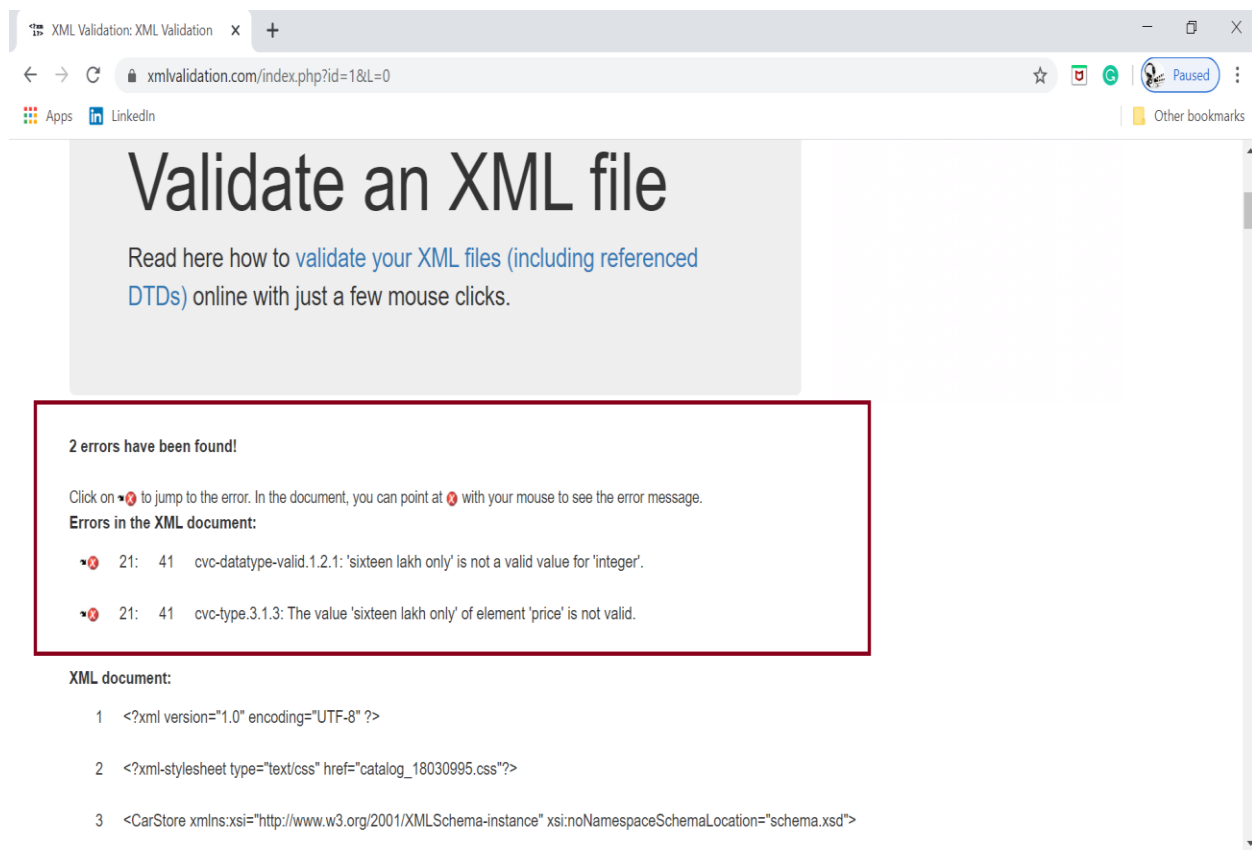 XML Validation: XML Validation
xmlvalidation.com/index.php?id=1&L=0
Paused
Apps LinkedIn
Other bookmarks
Validate an XML file
Read here how to validate your XML files (including referenced
DTDs) online with just a few mouse clicks.
2 errors have been found!
Click on to jump to the error. In the document, you can point at with your mouse to see the error message.
Errors in the XML document:
21: 41 cvc-datatype-valid.1.2.1: 'sixteen lakh only' is not a valid value for 'integer'.
21: 41 cvc-type.3.1.3: The value 'sixteen lakh only' of element 'price' is not valid.
XML document:
1 <?xml version="1.0" encoding="UTF-8" ?>
2 <?xml-stylesheet type="text/css" href="catalog_18030995.css"?>
3 <CarStore xmlns:xsi="http://www.w3.org/2001/XMLSchema-instance" xsi:noNamespaceSchemaLocation="schema.xsd">